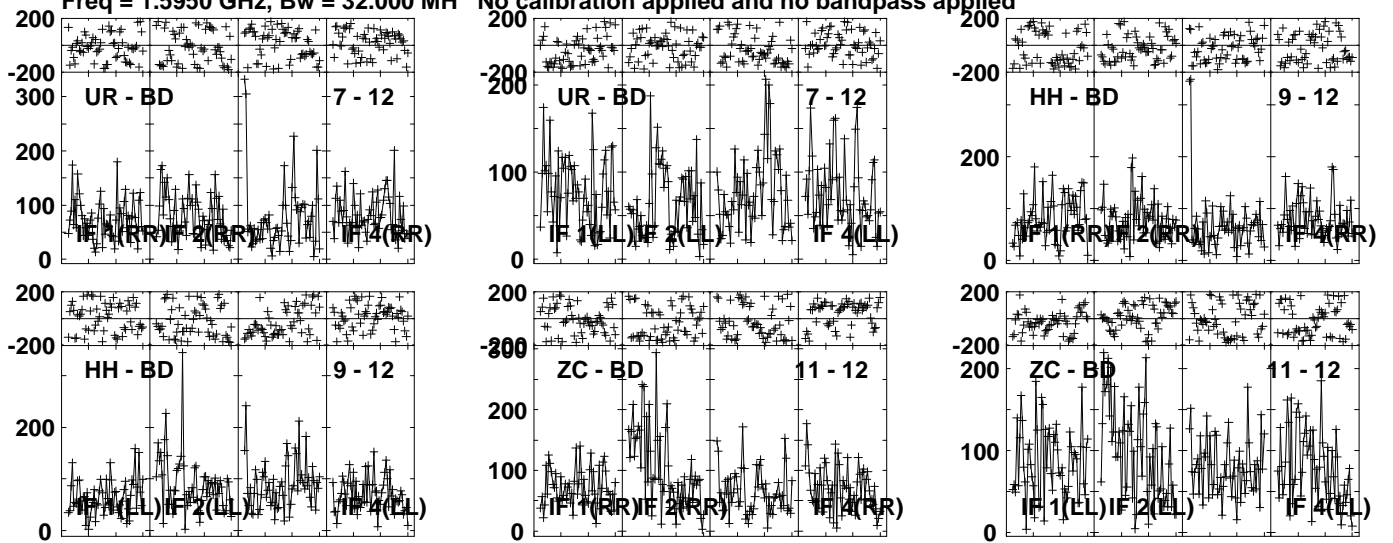 Freq = 1.5950 GHz, Bw = 32.000 MH   No calibration applied and no bandpass applied
200
-200
UR - BD
7 - 12
300
200
100
0
IF 1(RR)
IF 2(RR)
IF 4(RR)
200
-200
UR - BD
7 - 12
200
100
0
IF 1(LL)
IF 2(LL)
IF 4(LL)
200
-200
HH - BD
9 - 12
200
0
IF 1(RR)
IF 2(RR)
IF 4(RR)
200
-200
HH - BD
9 - 12
200
0
IF 1(LL)
IF 2(LL)
IF 4(LL)
200
-200
300
ZC - BD
11 - 12
200
100
0
IF 1(RR)
IF 2(RR)
IF 4(RR)
200
-200
ZC - BD
11 - 12
200
100
0
IF 1(LL)
IF 2(LL)
IF 4(LL)